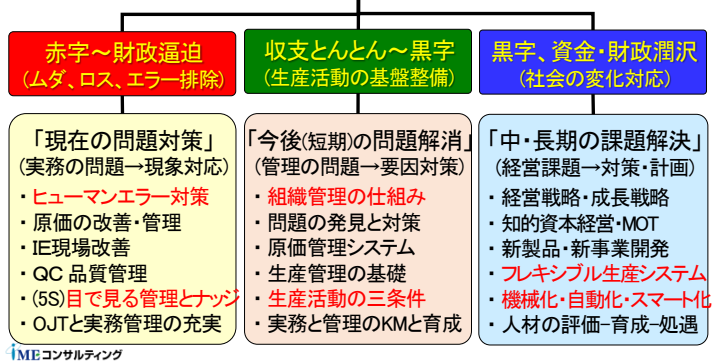 赤字～財政逼迫
(ムダ、ロス、エラー排除)
収支とんとん～黒字
(生産活動の基盤整備)
黒字、資金・財政潤沢
(社会の変化対応)
「現在の問題対策」
(実務の問題→現象対応)
・ヒューマンエラー対策
・原価の改善・管理
・IE現場改善
・QC 品質管理
・(5S)目で見る管理とナッジ
・OJTと実務管理の充実
「今後(短期)の問題解消」
(管理の問題→要因対策)
・組織管理の仕組み
・問題の発見と対策
・原価管理システム
・生産管理の基礎
・生産活動の三条件
・実務と管理のKMと育成
「中・長期の課題解決」
(経営課題→対策・計画)
・経営戦略・成長戦略
・知的資本経営・MOT
・新製品・新事業開発
・フレキシブル生産システム
・機械化・自動化・スマート化
・人材の評価-育成-処遇
iMEコンサルティング